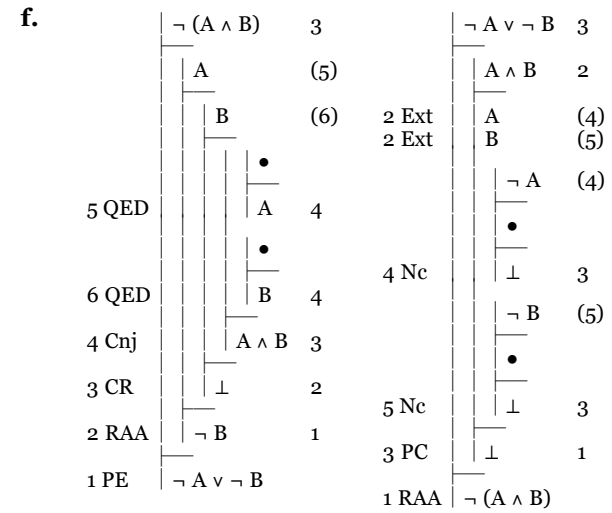 f.
¬ (A ∧ B) 3
A (5)
B (6)
●
5 QED A 4
●
6 QED B 4
4 Cnj A ∧ B 3
3 CR ⊥ 2
2 RAA ¬ B 1
1 PE ¬ A ∨ ¬ B
¬ A ∨ ¬ B 3
A ∧ B 2
2 Ext A (4)
2 Ext B (5)
¬ A (4)
●
4 Nc ⊥ 3
¬ B (5)
●
5 Nc ⊥ 3
3 PC ⊥ 1
1 RAA ¬ (A ∧ B)